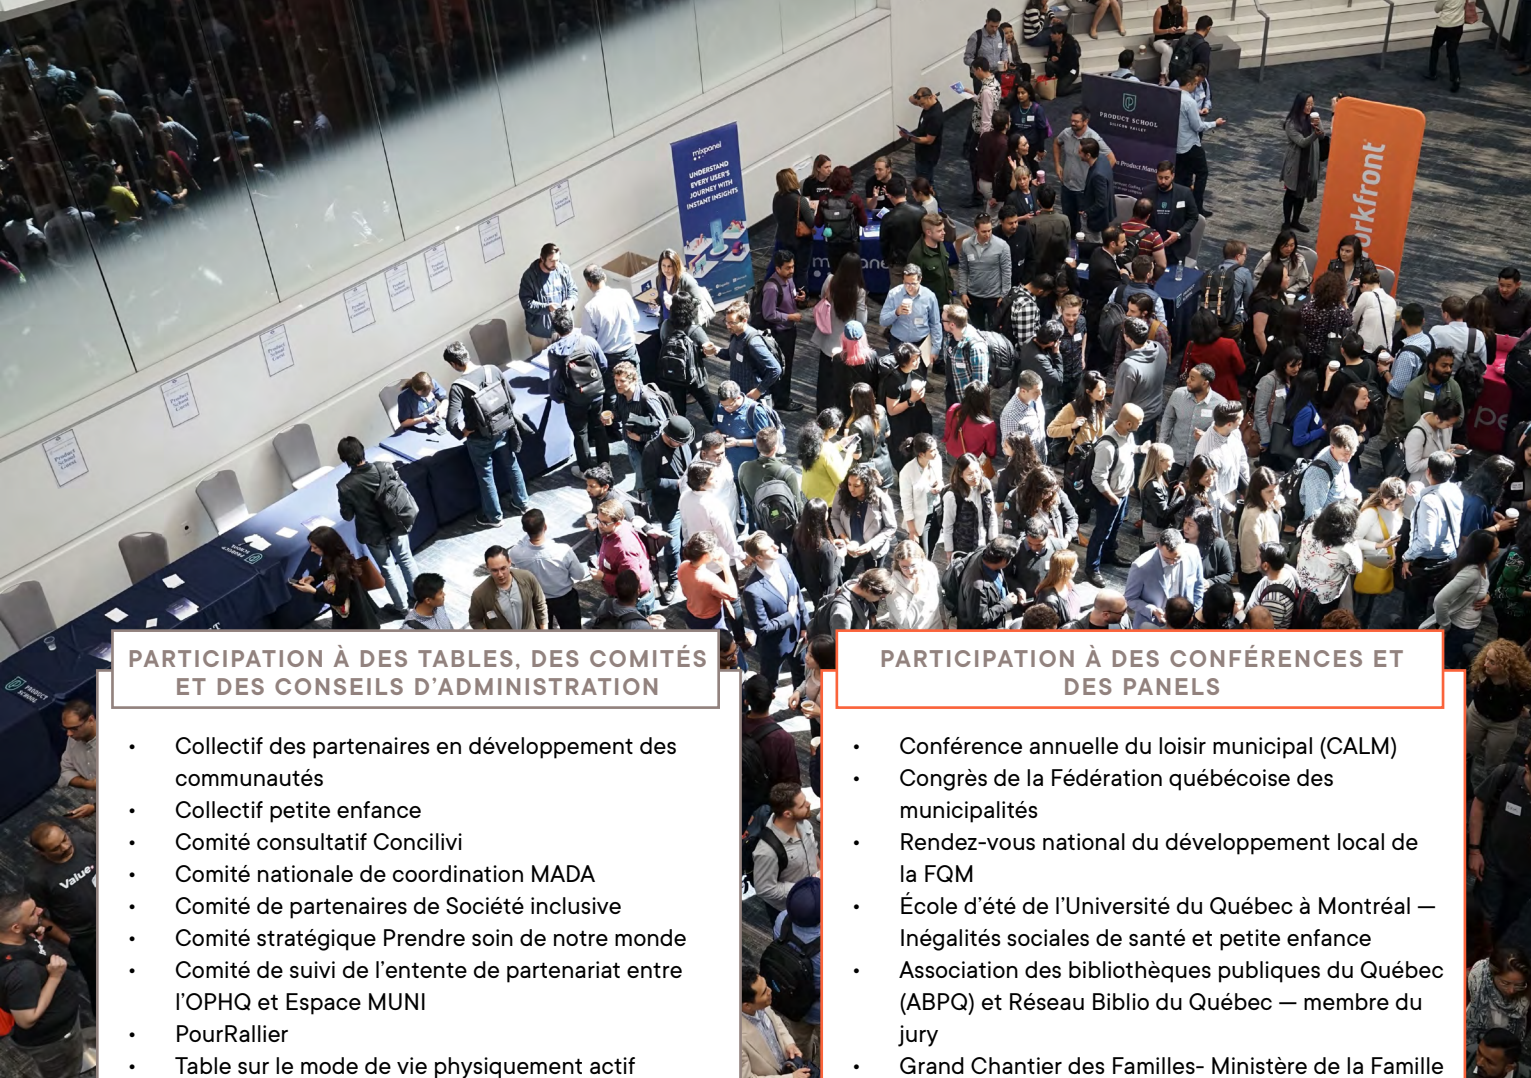 mixpanel
UNDERSTAND
EVERY USER'S
JOURNEY WITH
INSTANT INSIGHTS
PRODUCT SCHOOL
SILICON VALLEY
rkfront
Product
School
PRODUCT
SCHOOL
Value.
PARTICIPATION À DES TABLES, DES COMITÉS
ET DES CONSEILS D’ADMINISTRATION
• Collectif des partenaires en développement des
communautés
• Collectif petite enfance
• Comité consultatif Concilivi
• Comité nationale de coordination MADA
• Comité de partenaires de Société inclusive
• Comité stratégique Prendre soin de notre monde
• Comité de suivi de l’entente de partenariat entre
l’OPHQ et Espace MUNI
• PourRallier
• Table sur le mode de vie physiquement actif
PARTICIPATION À DES CONFÉRENCES ET
DES PANELS
• Conférence annuelle du loisir municipal (CALM)
• Congrès de la Fédération québécoise des
municipalités
• Rendez-vous national du développement local de
la FQM
• École d’été de l’Université du Québec à Montréal —
Inégalités sociales de santé et petite enfance
• Association des bibliothèques publiques du Québec
(ABPQ) et Réseau Biblio du Québec — membre du
jury
• Grand Chantier des Familles- Ministère de la Famille